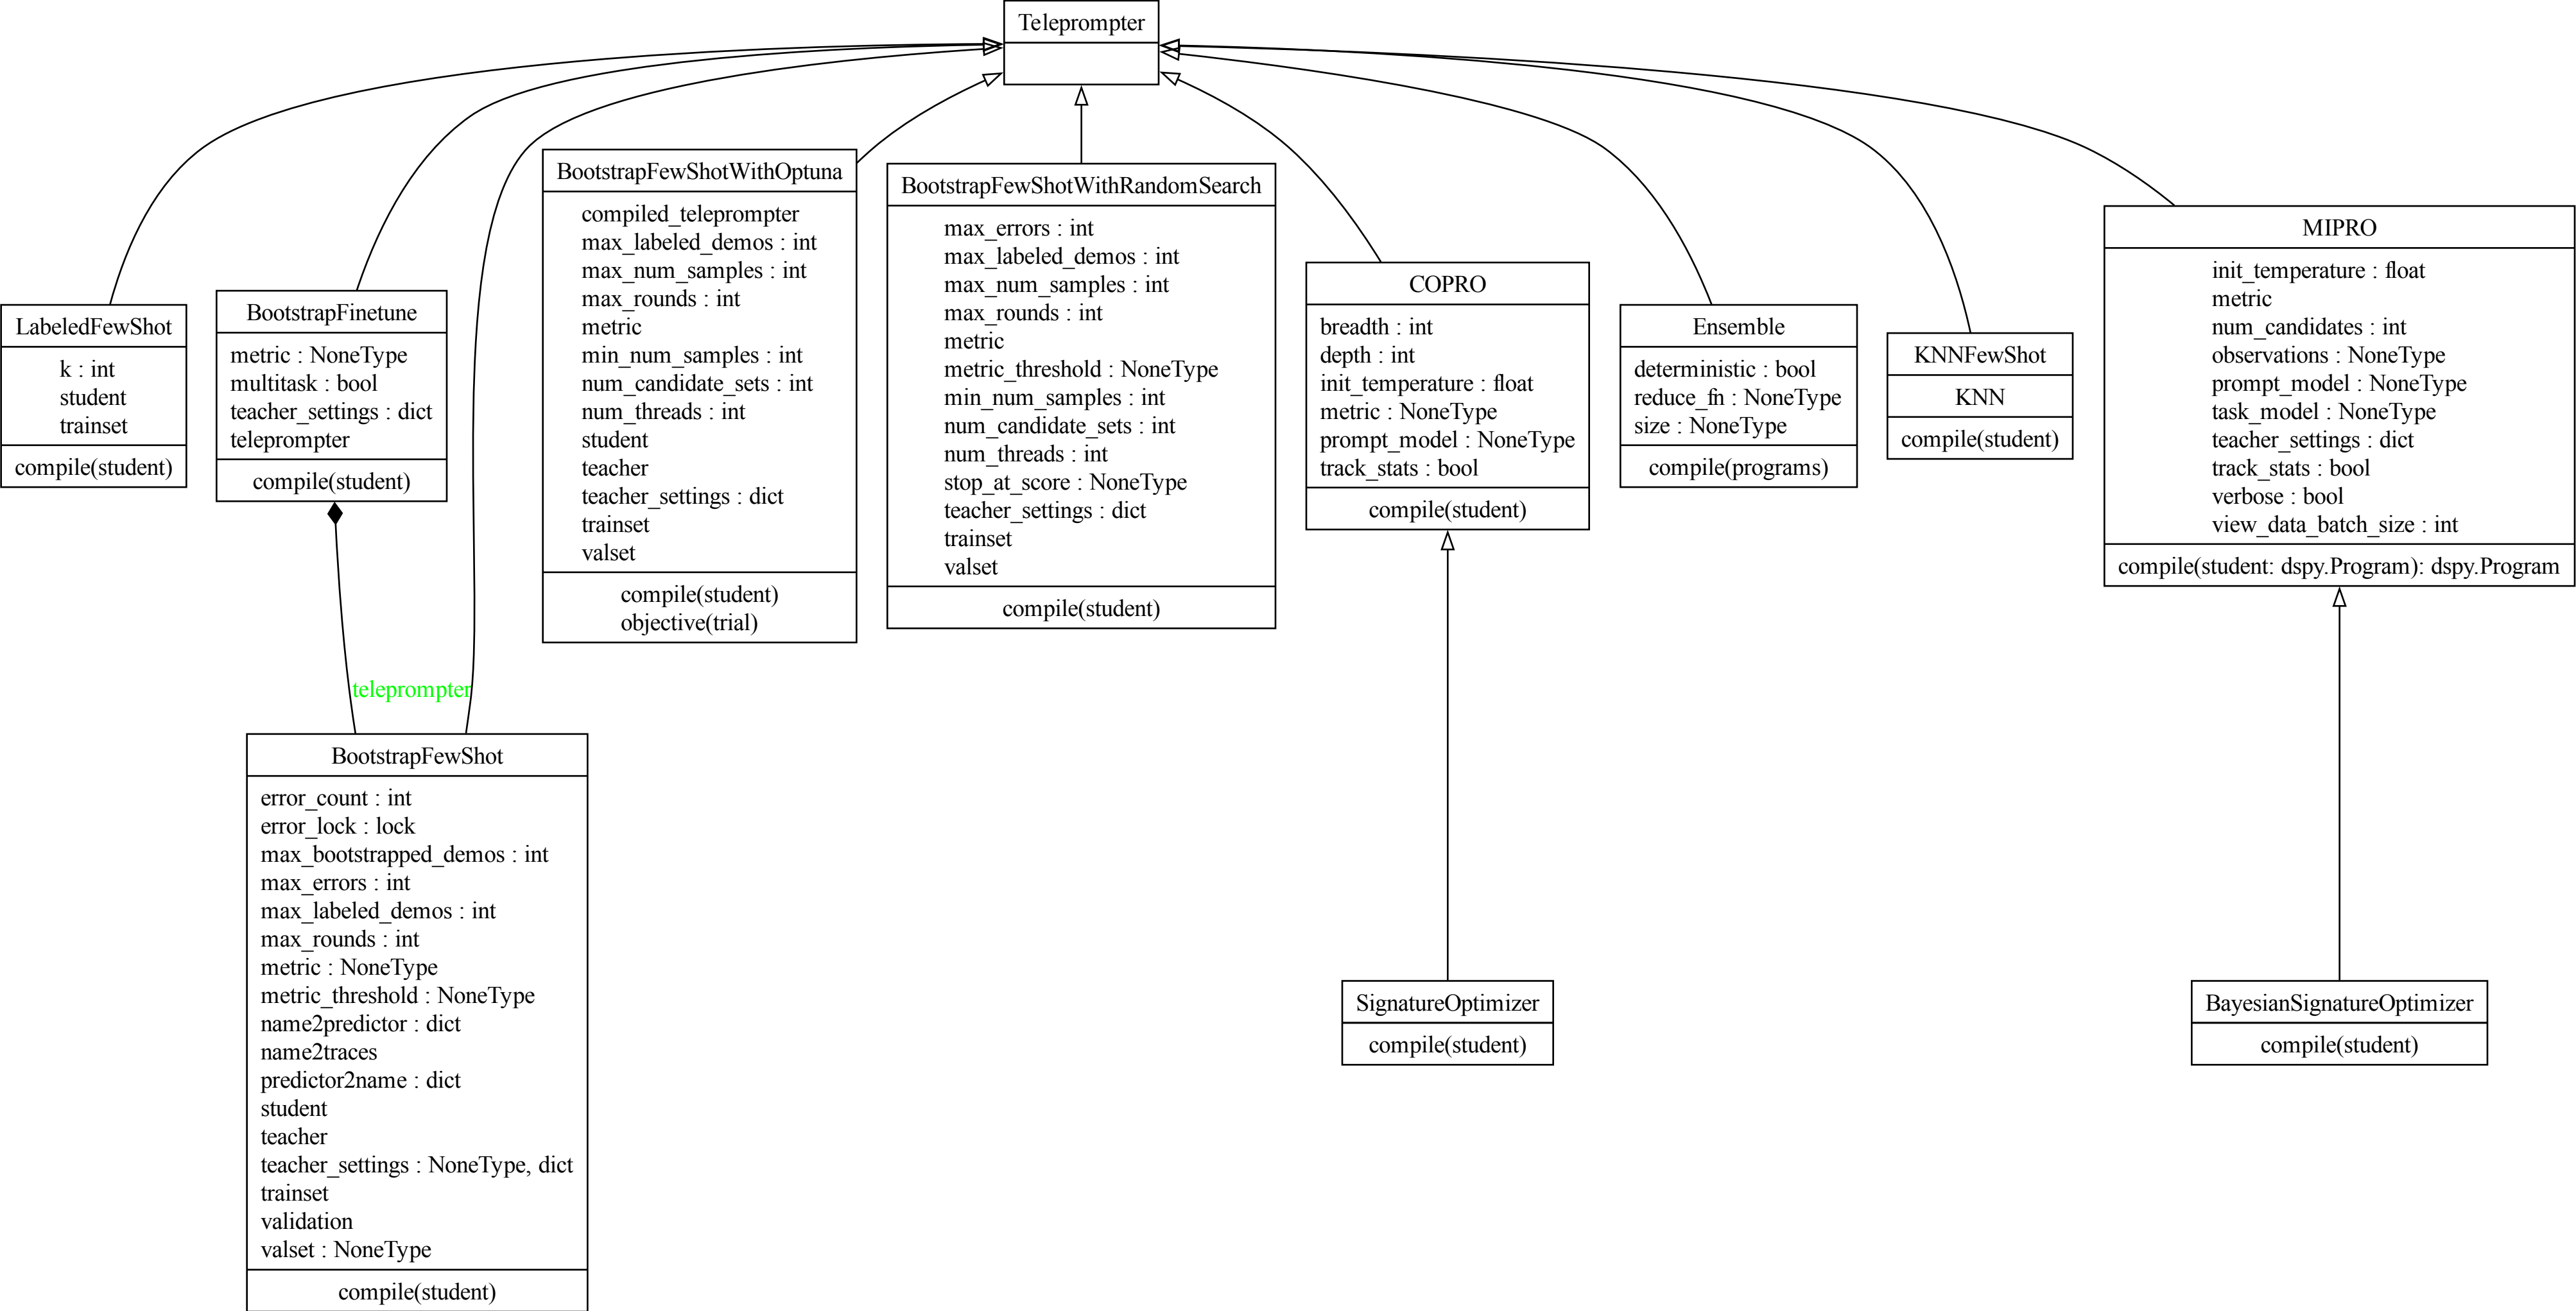 Teleprompter
LabeledFewShot
k : int
student
trainset
compile(student)
BootstrapFinetune
metric : NoneType
multitask : bool
teacher_settings : dict
teleprompter
compile(student)
BootstrapFewShotWithOptuna
compiled_teleprompter
max_labeled_demos : int
max_num_samples : int
max_rounds : int
metric
min_num_samples : int
num_candidate_sets : int
num_threads : int
student
teacher
teacher_settings : dict
trainset
valset
compile(student)
objective(trial)
BootstrapFewShotWithRandomSearch
max_errors : int
max_labeled_demos : int
max_num_samples : int
max_rounds : int
metric
metric_threshold : NoneType
min_num_samples : int
num_candidate_sets : int
num_threads : int
stop_at_score : NoneType
teacher_settings : dict
trainset
valset
compile(student)
COPRO
breadth : int
depth : int
init_temperature : float
metric : NoneType
prompt_model : NoneType
track_stats : bool
compile(student)
Ensemble
deterministic : bool
reduce_fn : NoneType
size : NoneType
compile(programs)
KNNFewShot
KNN
compile(student)
MIPRO
init_temperature : float
metric
num_candidates : int
observations : NoneType
prompt_model : NoneType
task_model : NoneType
teacher_settings : dict
track_stats : bool
verbose : bool
view_data_batch_size : int
compile(student: dspy.Program): dspy.Program
teleprompter
BootstrapFewShot
error_count : int
error_lock : lock
max_bootstrapped_demos : int
max_errors : int
max_labeled_demos : int
max_rounds : int
metric : NoneType
metric_threshold : NoneType
name2predictor : dict
name2traces
predictor2name : dict
student
teacher
teacher_settings : NoneType, dict
trainset
validation
valset : NoneType
compile(student)
SignatureOptimizer
compile(student)
BayesianSignatureOptimizer
compile(student)